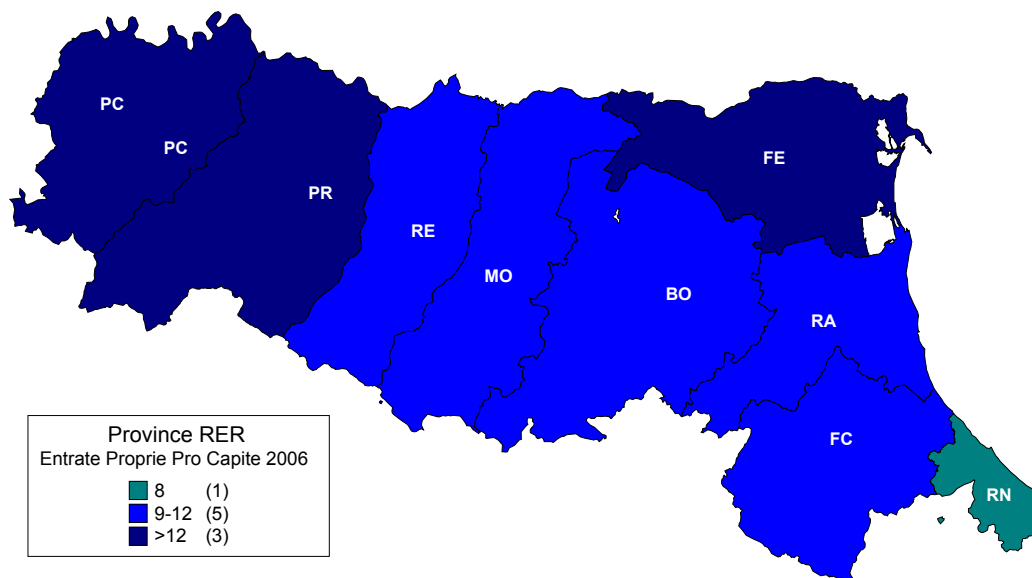 PC
PC
PR
RE
MO
BO
FE
RA
FC
RN
Province RER
Entrate Proprie Pro Capite 2006
8 (1)
9-12 (5)
>12 (3)